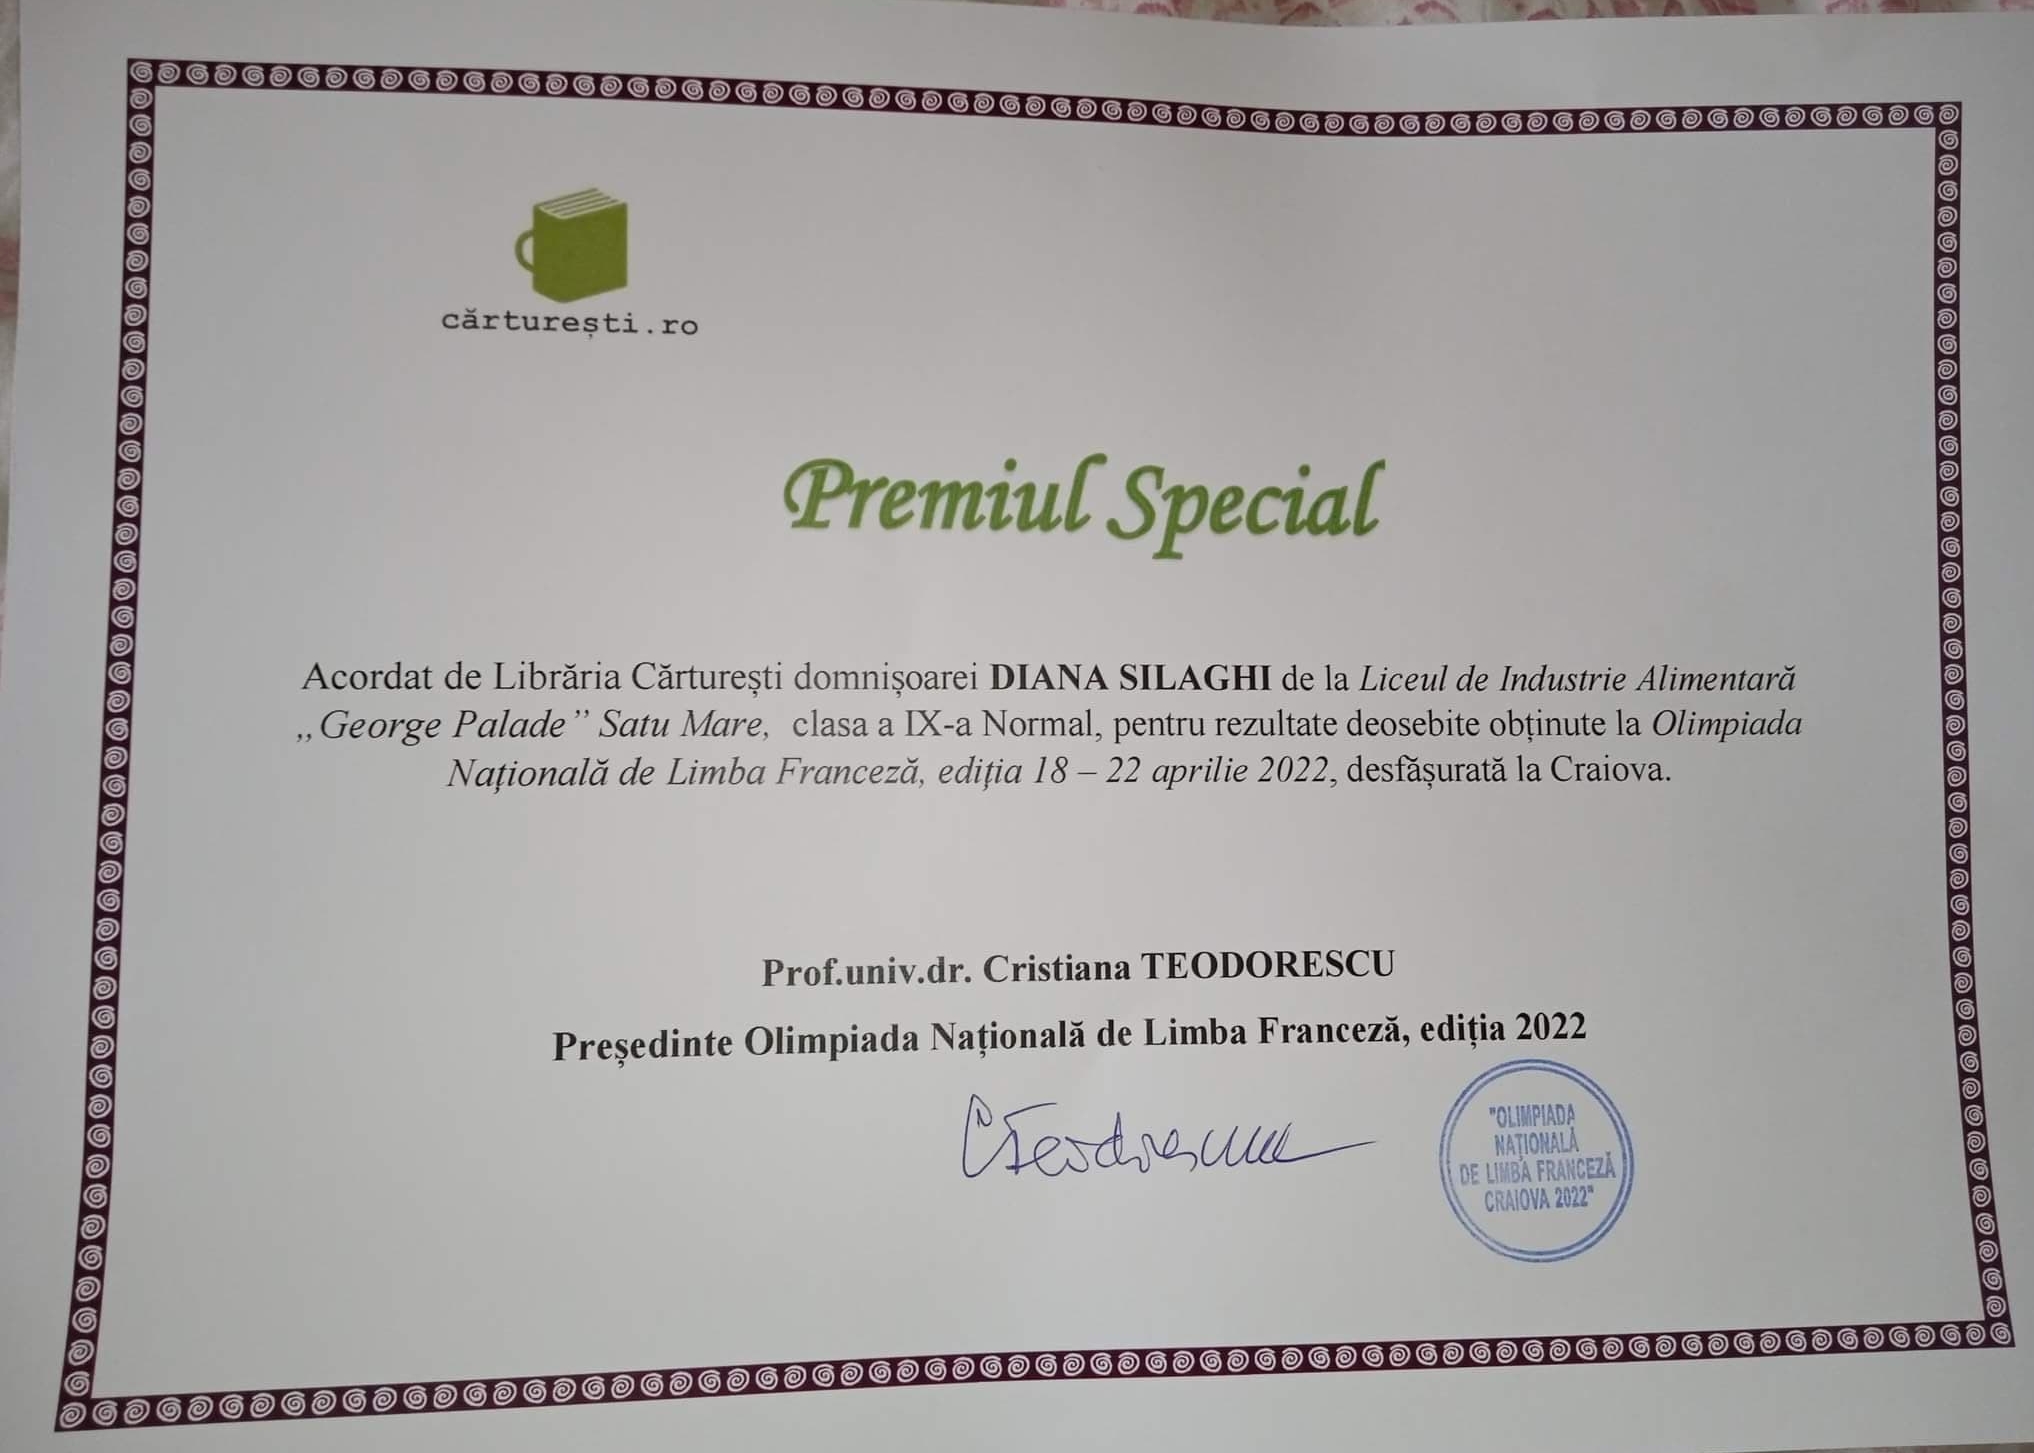 cărturești.ro
Premiul Special
Acordat de Librăria Cărturești domnișoarei DIANA SILAGHI de la Liceul de Industrie Alimentară
„George Palade” Satu Mare, clasa a IX-a Normal, pentru rezultate deosebite obținute la Olimpiada
Națională de Limba Franceză, ediția 18 – 22 aprilie 2022, desfășurată la Craiova.
Prof.univ.dr. Cristiana TEODORESCU
Președinte Olimpiada Națională de Limba Franceză, ediția 2022
CTeodorescu
"OLIMPIADA
NAȚIONALĂ
DE LIMBA FRANCEZĂ
CRAIOVA 2022"